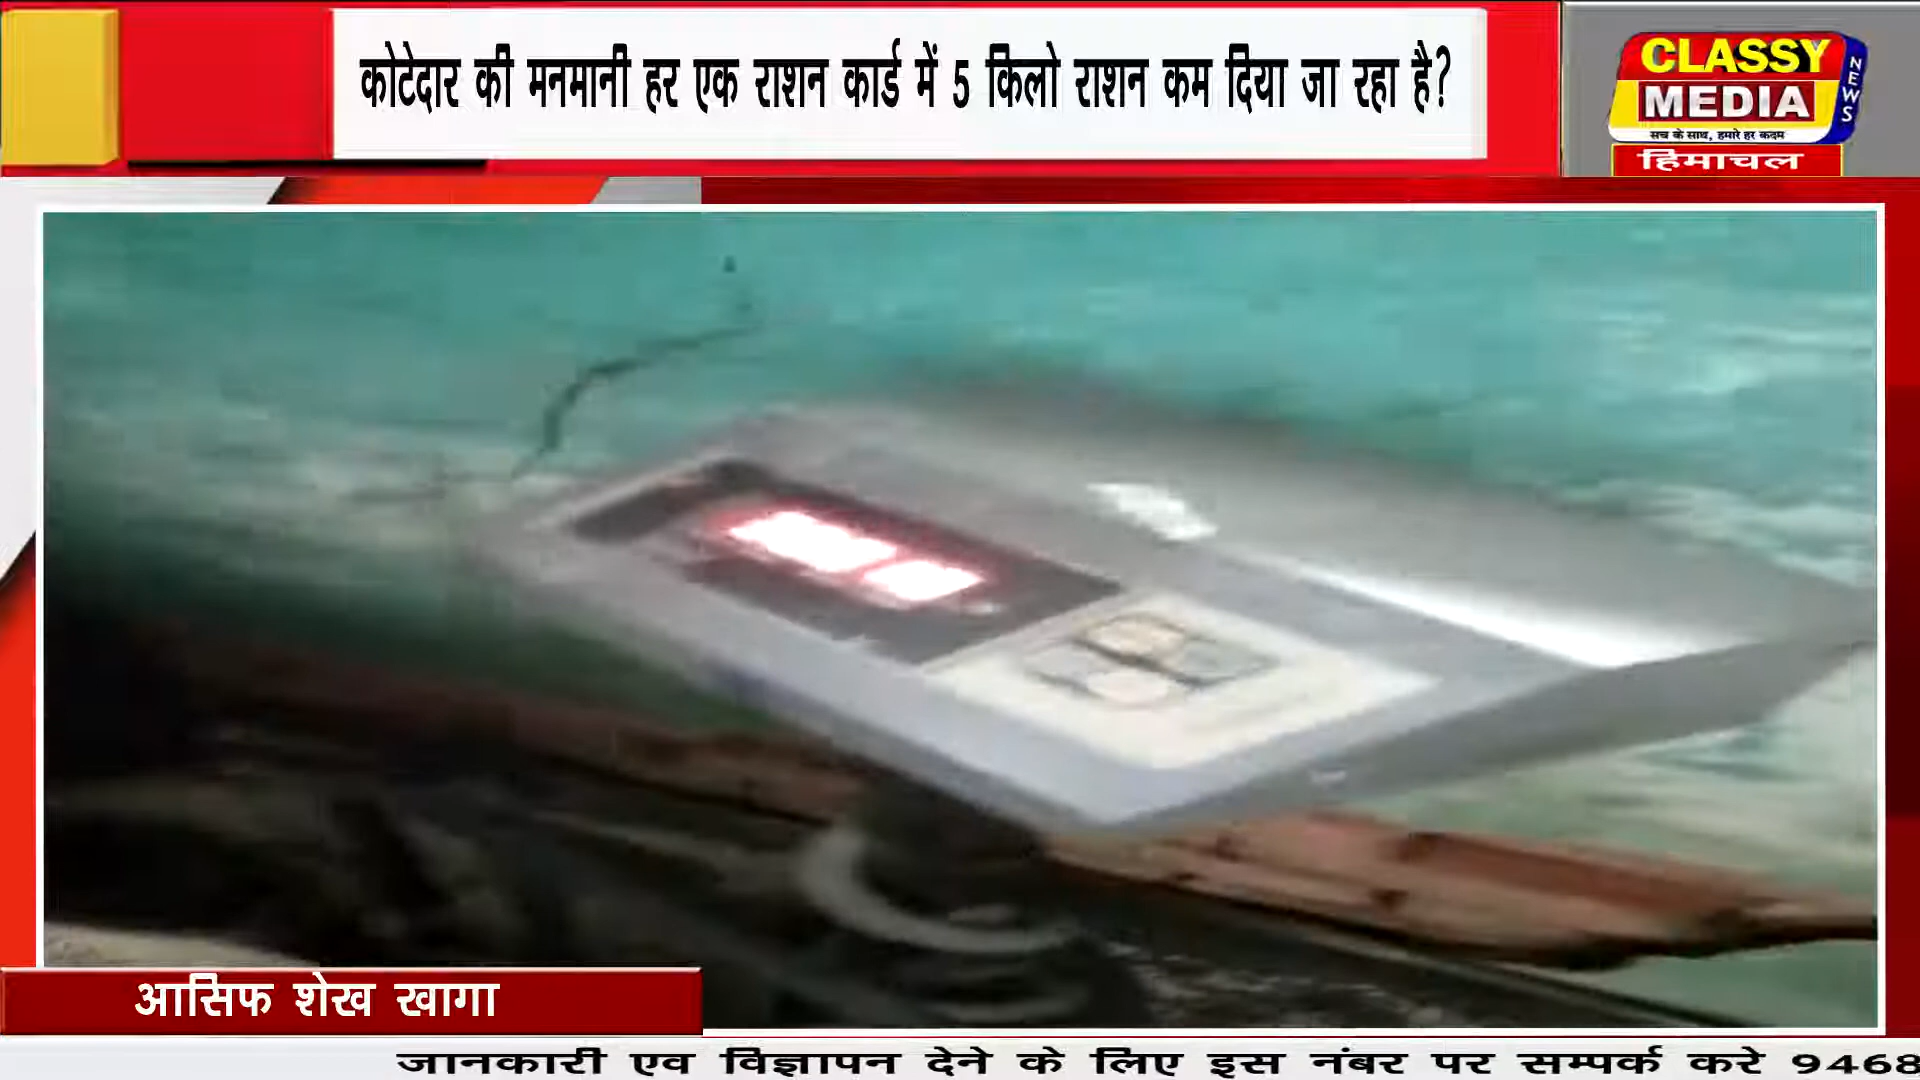 कोटेदार की मनमानी हर एक राशन कार्ड में 5 किलो राशन कम दिया जा रहा है?
CLASSY
MEDIA
NEWS
सच के साथ, हमारे हर कदम
हिमाचल
आसिफ शेख खागा
जानकारी एव विज्ञापन देने के लिए इस नंबर पर सम्पर्क करे 9468